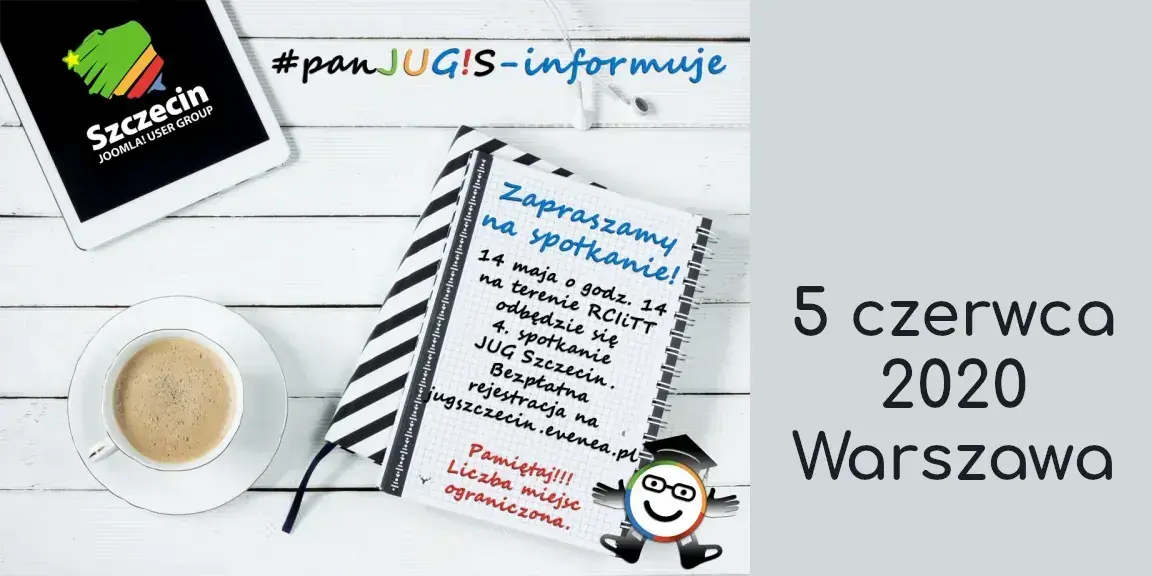 Szczecin
JOOMLA! USER GROUP
#panJUG!S-informuje
Zapraszamy
na spotkanie!
14 maja o godz. 14
na terenie RCIiTT
odbędzie się
4. spotkanie
JUG Szczecin.
Bezpłatna
rejestracja na
jugszczecin.evenea.pl
Pamiętaj!!!
Liczba miejsc
ograniczona.
5 czerwca
2020
Warszawa